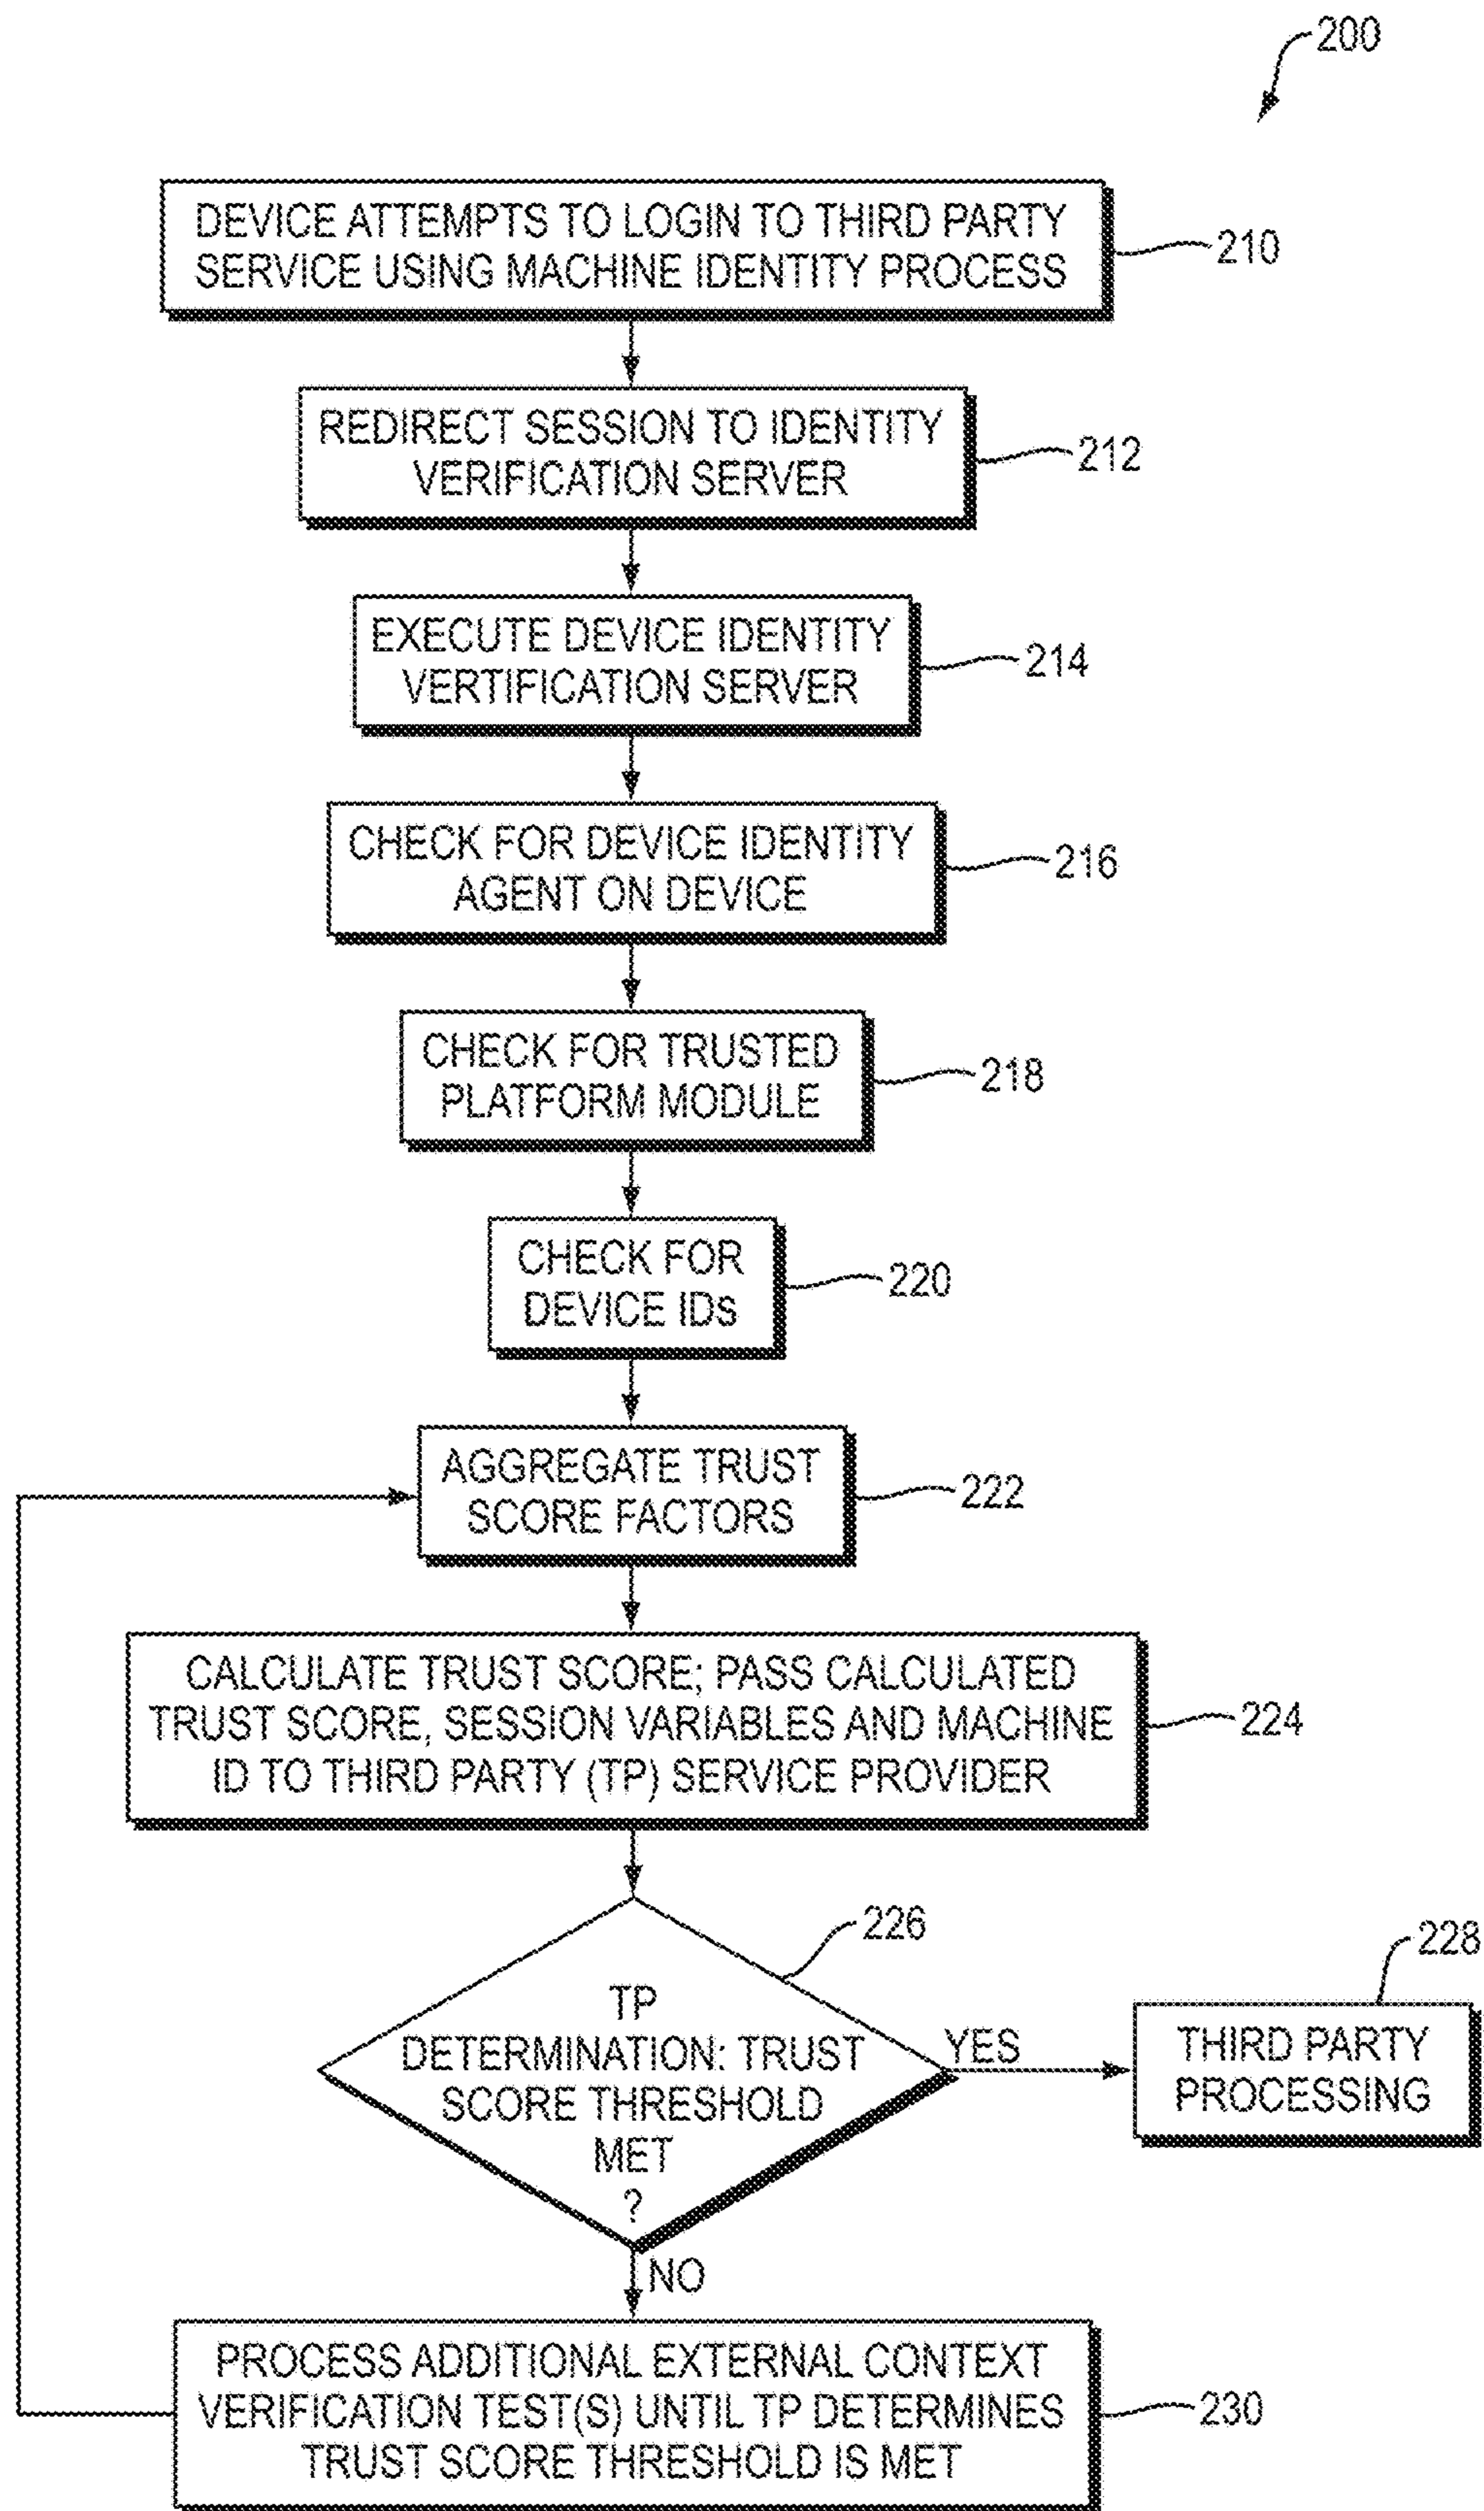 200
DEVICE ATTEMPTS TO LOGIN TO THIRD PARTY
SERVICE USING MACHINE IDENTITY PROCESS
210
REDIRECT SESSION TO IDENTITY
VERIFICATION SERVER
212
EXECUTE DEVICE IDENTITY
VERTIFICATION SERVER
214
CHECK FOR DEVICE IDENTITY
AGENT ON DEVICE
216
CHECK FOR TRUSTED
PLATFORM MODULE
218
CHECK FOR
DEVICE IDs
220
AGGREGATE TRUST
SCORE FACTORS
222
CALCULATE TRUST SCORE; PASS CALCULATED
TRUST SCORE, SESSION VARIABLES AND MACHINE
ID TO THIRD PARTY (TP) SERVICE PROVIDER
224
226
TP
DETERMINATION: TRUST
SCORE THRESHOLD
MET
?
YES
228
THIRD PARTY
PROCESSING
NO
PROCESS ADDITIONAL EXTERNAL CONTEXT
VERIFICATION TEST(S) UNTIL TP DETERMINES
TRUST SCORE THRESHOLD IS MET
230